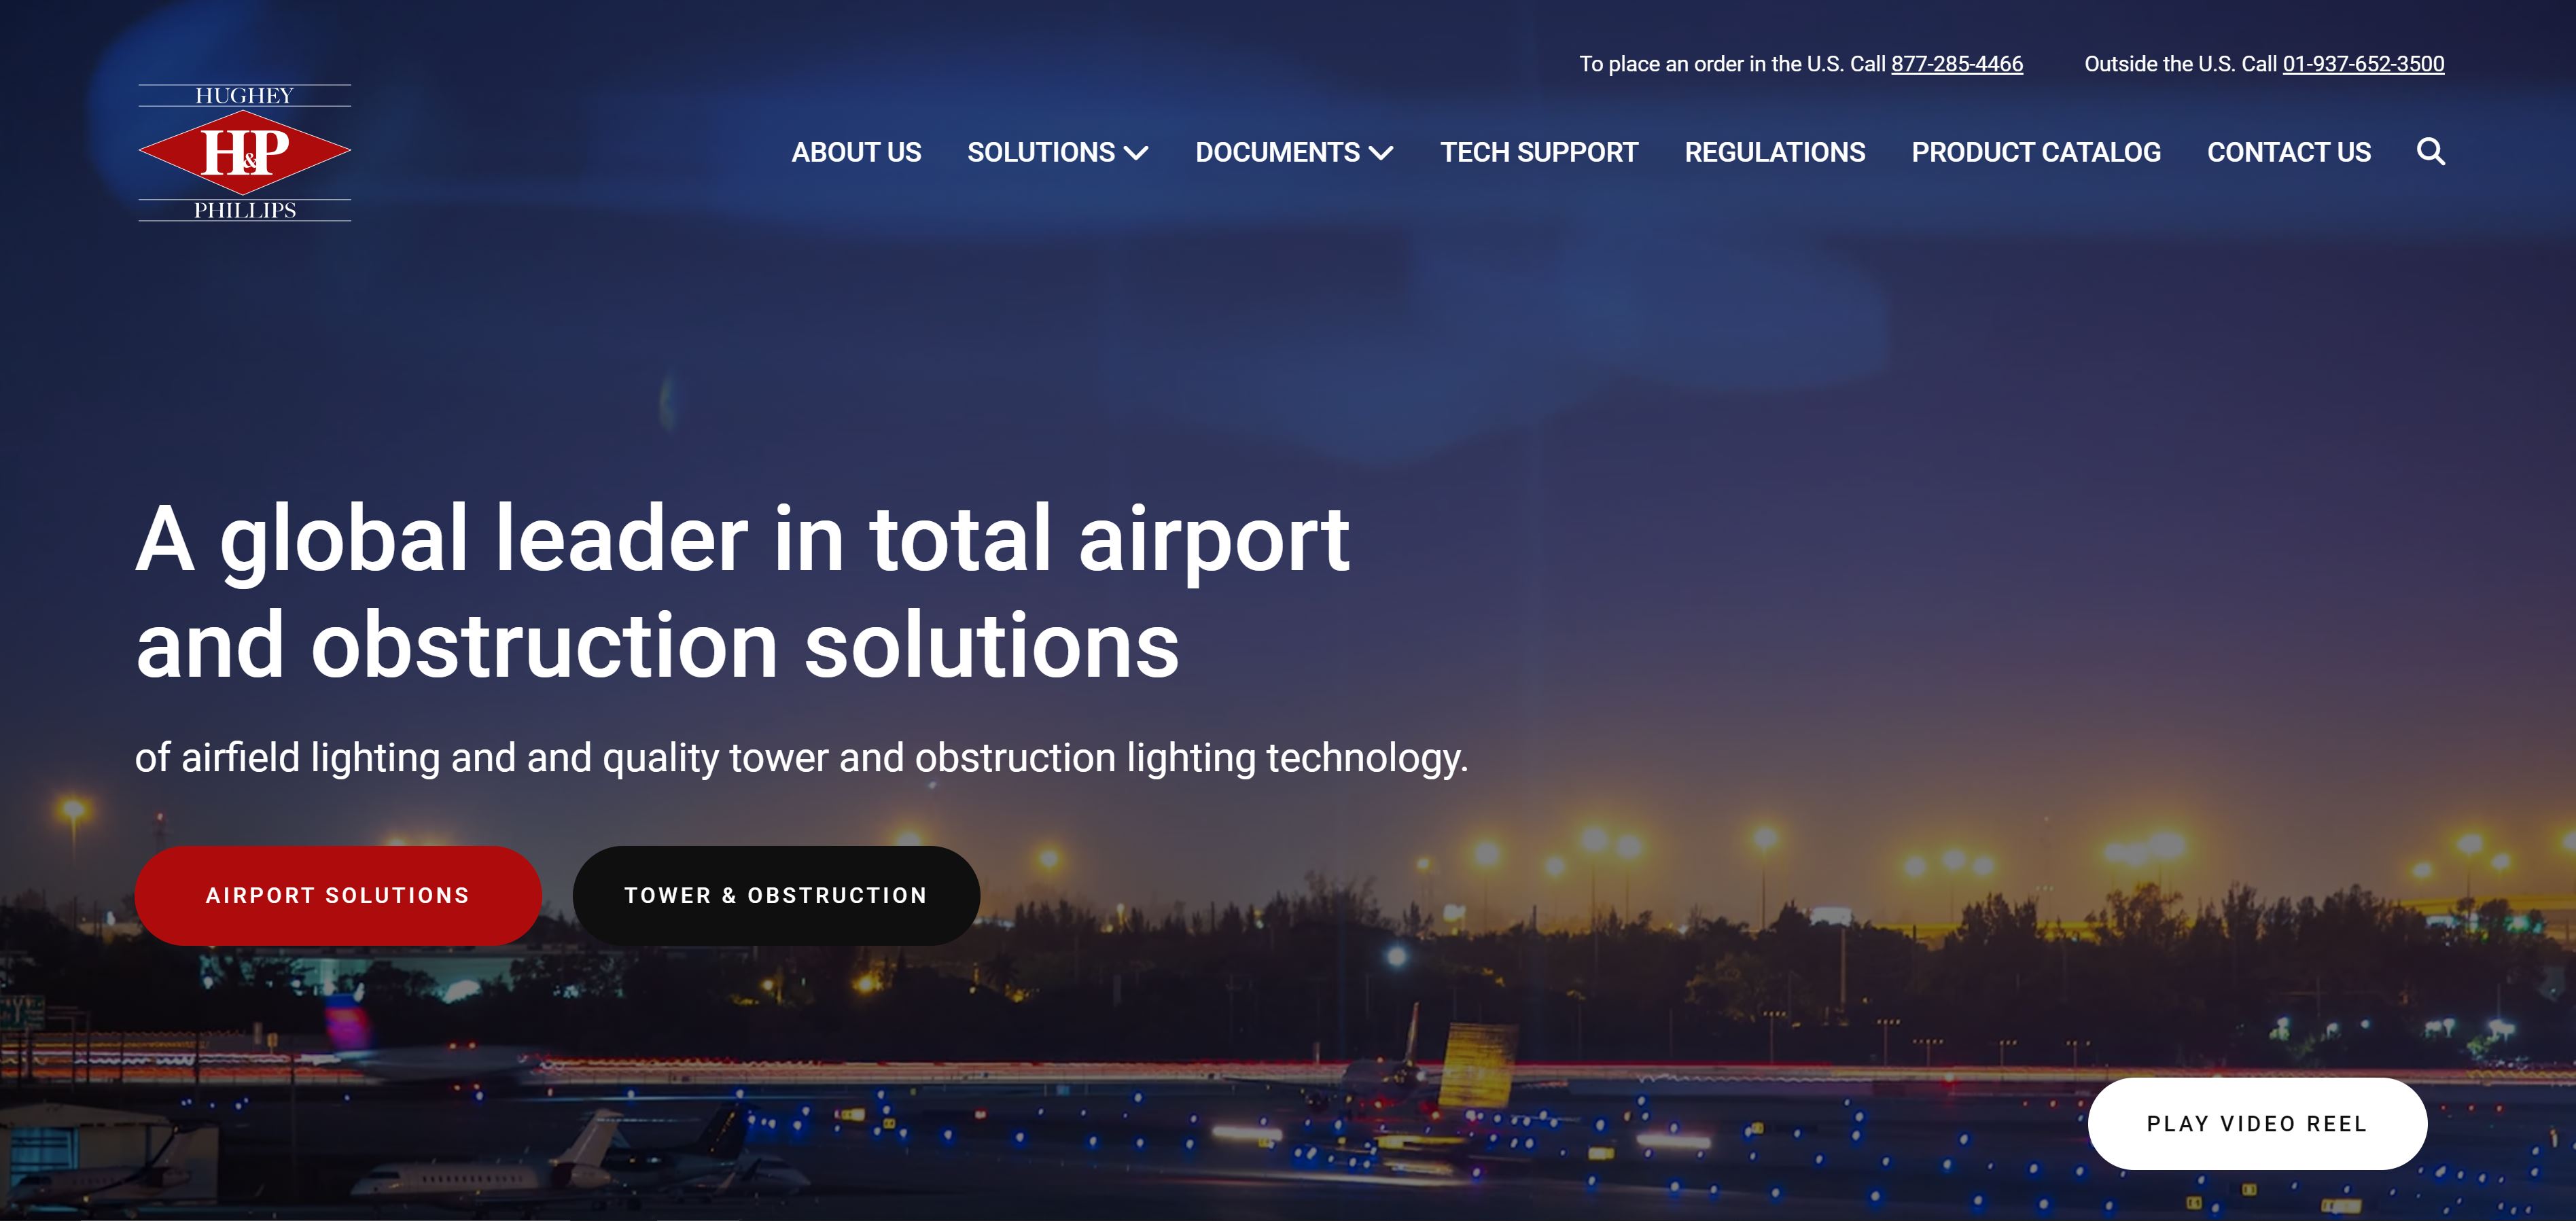 To place an order in the U.S. Call 877-285-4466 Outside the U.S. Call 01-937-652-3500
HUGHEY
H&P
PHILLIPS
ABOUT US SOLUTIONS DOCUMENTS TECH SUPPORT REGULATIONS PRODUCT CATALOG CONTACT US
A global leader in total airport
and obstruction solutions
of airfield lighting and and quality tower and obstruction lighting technology.
AIRPORT SOLUTIONS TOWER & OBSTRUCTION
PLAY VIDEO REEL